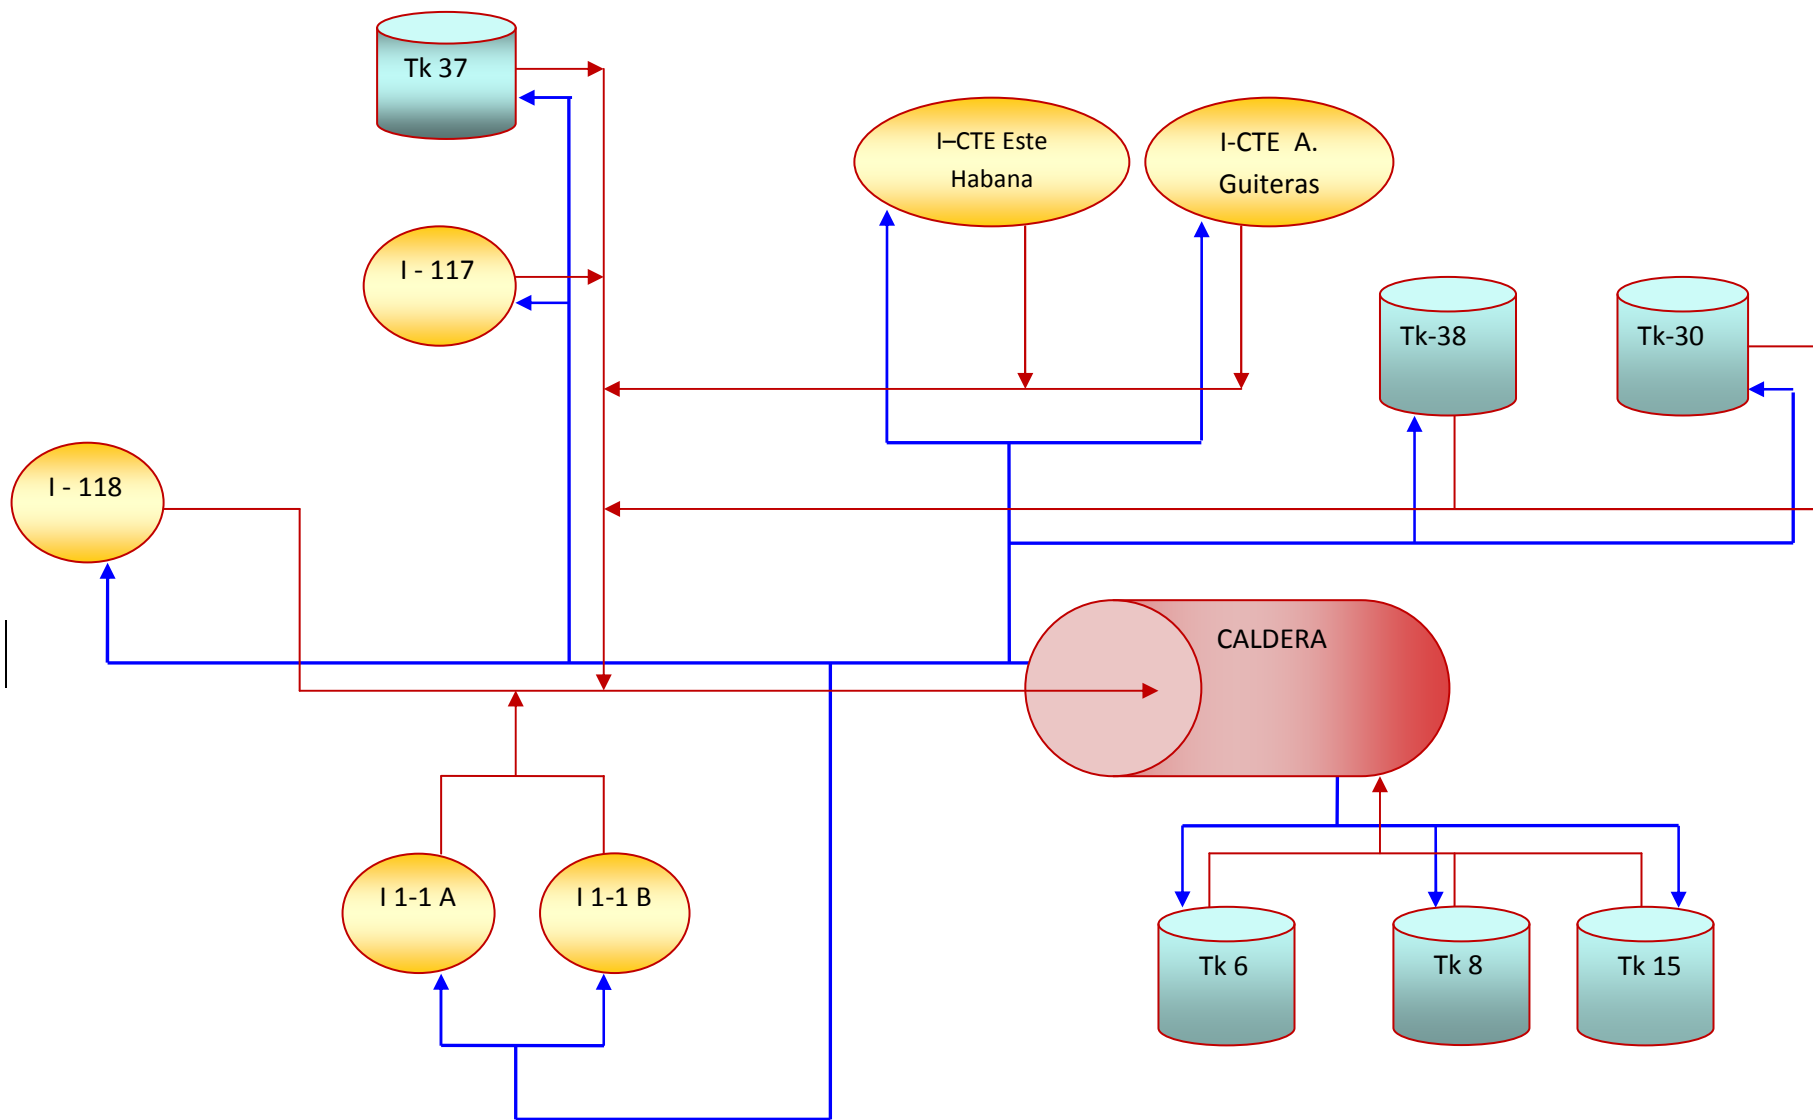 Tk 37
I–CTE Este
Habana
I-CTE  A.
Guiteras
I - 117
Tk-38
Tk-30
I - 118
CALDERA
I 1-1 A
I 1-1 B
Tk 6
Tk 8
Tk 15